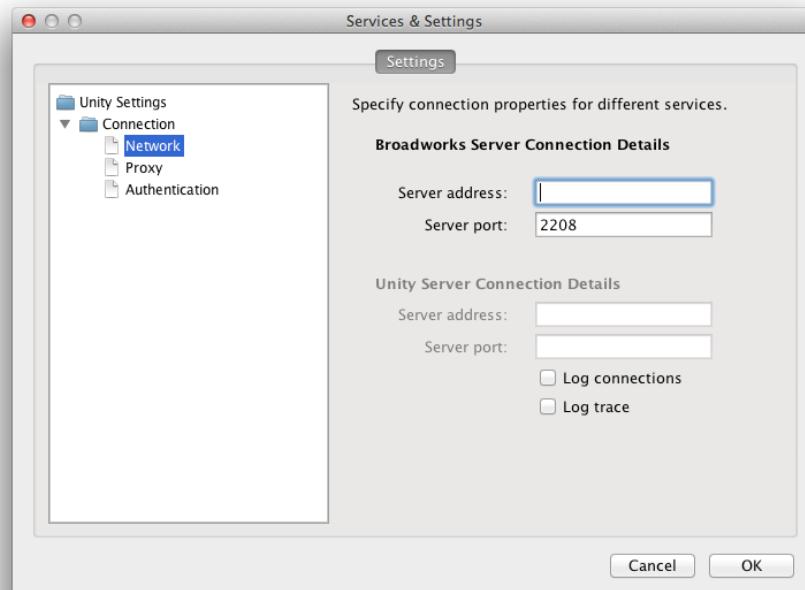 Services & Settings
Settings
Unity Settings
Connection
Network
Proxy
Authentication
Specify connection properties for different services.
Broadworks Server Connection Details
Server address:
Server port: 2208
Unity Server Connection Details
Server address:
Server port:
Log connections
Log trace
Cancel OK